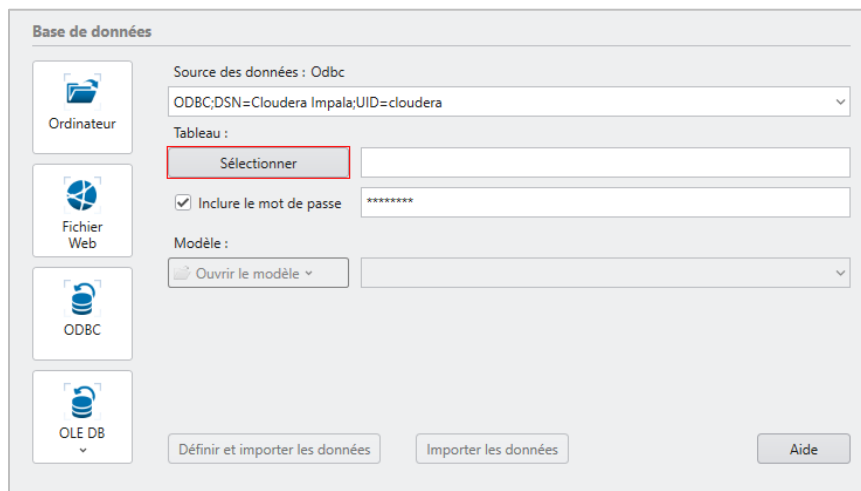 Base de données
Ordinateur
Fichier
Web
ODBC
OLE DB
Source des données : Odbc
ODBC;DSN=Cloudera Impala;UID=cloudera
Tableau :
Sélectionner
Inclure le mot de passe
********
Modèle :
Ouvrir le modèle
Définir et importer les données
Importer les données
Aide